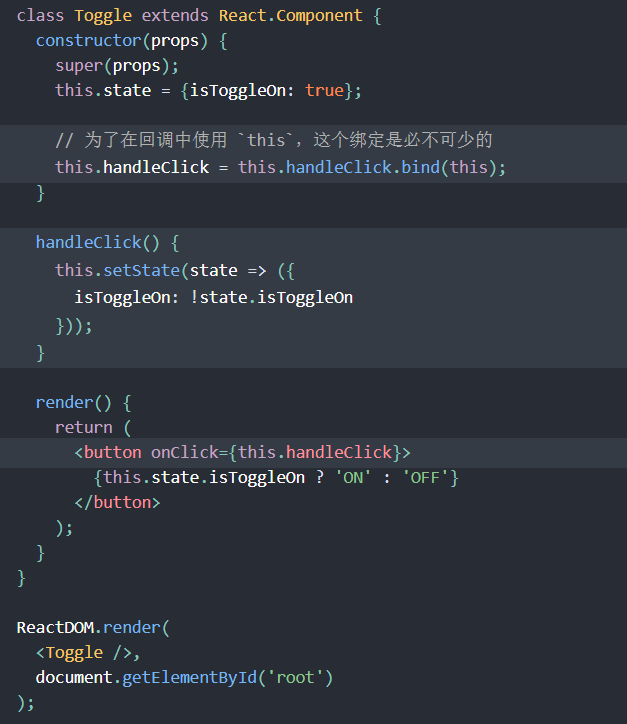 class Toggle extends React.Component {
  constructor(props) {
    super(props);
    this.state = {isToggleOn: true};

    // 为了在回调中使用 `this`，这个绑定是必不可少的
    this.handleClick = this.handleClick.bind(this);
  }

  handleClick() {
    this.setState(state => ({
      isToggleOn: !state.isToggleOn
    }));
  }

  render() {
    return (
      <button onClick={this.handleClick}>
        {this.state.isToggleOn ? 'ON' : 'OFF'}
      </button>
    );
  }
}

ReactDOM.render(
  <Toggle />,
  document.getElementById('root')
);